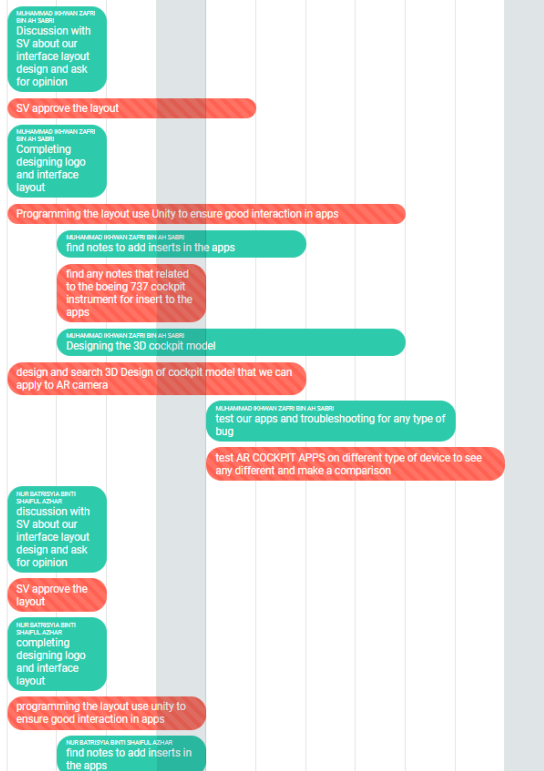 MUHAMMAD IKHWAN ZAFRI
BIN AH SABRI
Discussion with
SV about our
interface layout
design and ask
for opinion
SV approve the layout
MUHAMMAD IKHWAN ZAFRI
BIN AH SABRI
Completing
designing logo
and interface
layout
Programming the layout use Unity to ensure good interaction in apps
MUHAMMAD IKHWAN ZAFRI BIN AH SABRI
find notes to add inserts in the apps
find any notes that related
to the boeing 737 cockpit
instrument for insert to the
apps
MUHAMMAD IKHWAN ZAFRI BIN AH SABRI
Designing the 3D cockpit model
design and search 3D Design of cockpit model that we can
apply to AR camera
MUHAMMAD IKHWAN ZAFRI BIN AH SABRI
test our apps and troubleshooting for any type of
bug
test AR COCKPIT APPS on different type of device to see
any different and make a comparison
NUR BATRISYIA BINTI
SHAIFUL AZHAR
discussion with
SV about our
interface layout
design and ask
for opinion
SV approve the
layout
NUR BATRISYIA BINTI
SHAIFUL AZHAR
completing
designing logo
and interface
layout
programming the layout use unity to
ensure good interaction in apps
NUR BATRISYIA BINTI SHAIFUL AZHAR
find notes to add inserts in
the apps